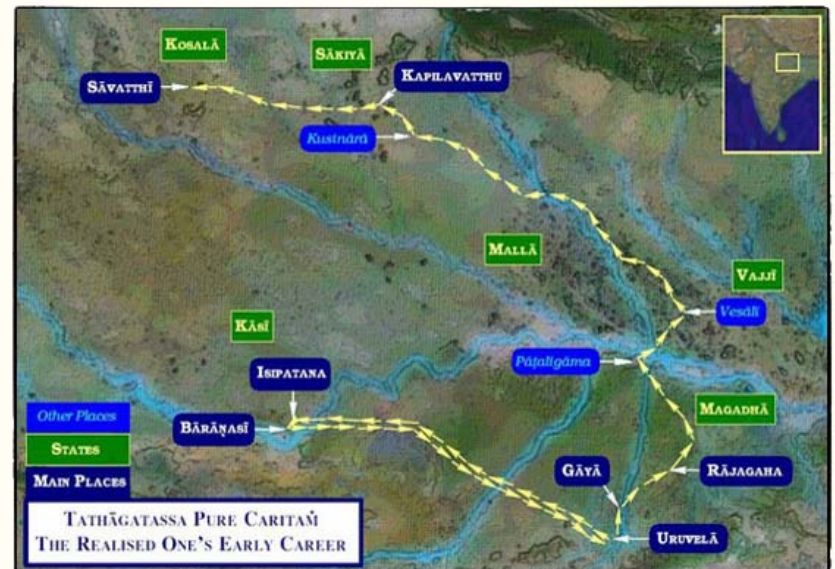 KOSALĀ
SĀKIYĀ
SĀVATTHĪ
KAPILAVATTHU
Kusinārā
MALLĀ
VAJJĪ
Vesālī
KĀSĪ
Pāṭaligāma
ISIPATANA
MAGADHĀ
BĀRĀṆASĪ
GĀYĀ
RĀJAGAHA
URUVELĀ
Other Places
STATES
MAIN PLACES
TATHĀGATASSA PURE CARITAṀ
THE REALISED ONE'S EARLY CAREER